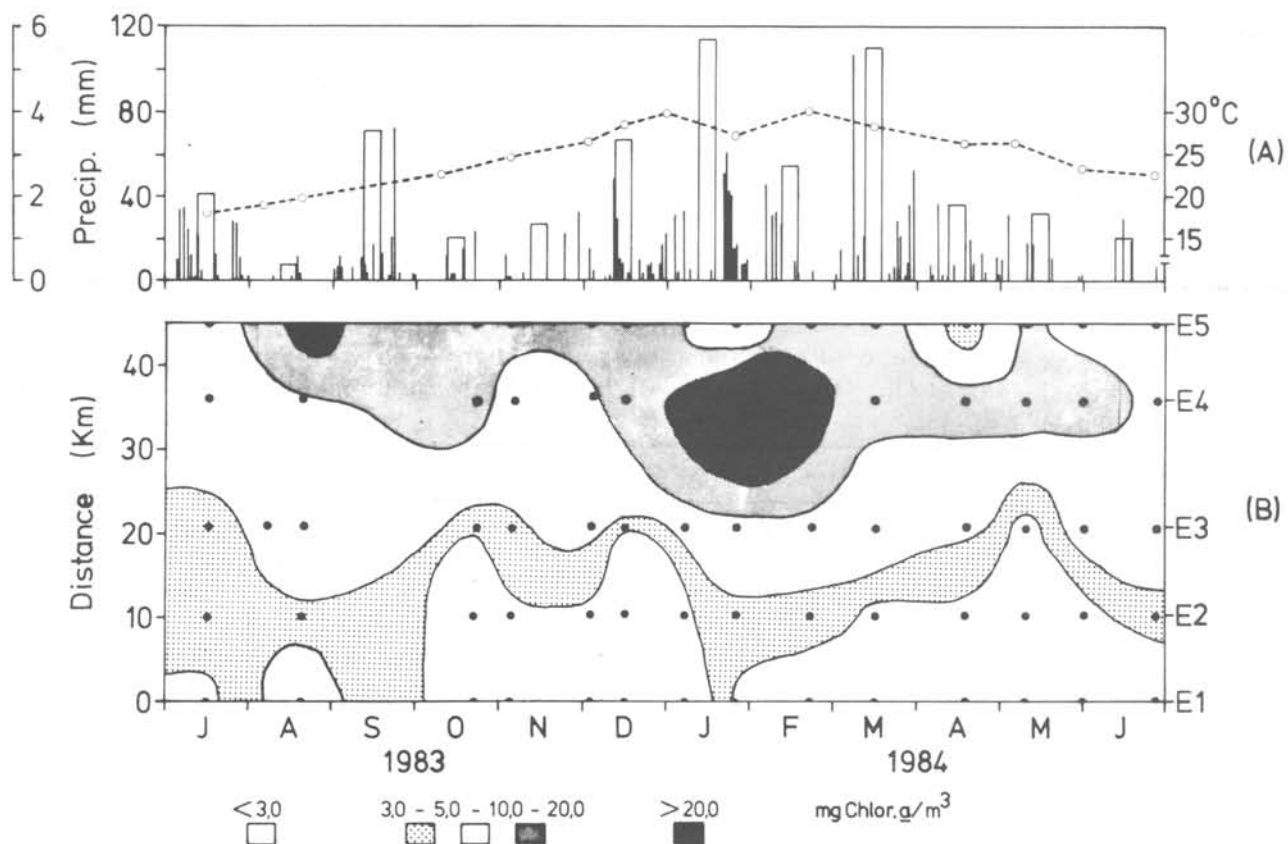 6 120
4 80 30°C
25
2 40 20
15
0 0
Precip. (mm)
(A)
E5
40
E4
30
20 E3
10 E2
0 E1
Distance (Km)
(B)
J A S O N D J F M A M J
1983 1984
<3,0 3,0 - 5,0 - 10,0 - 20,0 >20,0 mg Chlor. a/m³